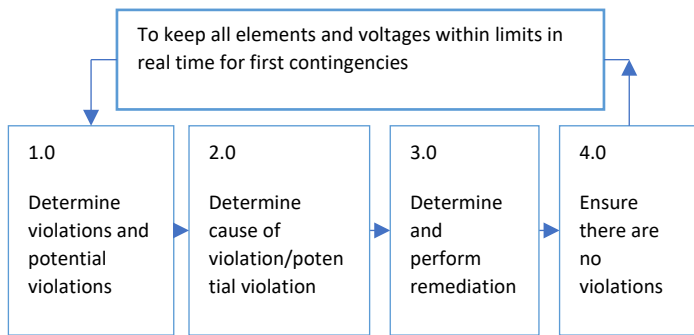 To keep all elements and voltages within limits in
real time for first contingencies
1.0
Determine
violations and
potential
violations
2.0
Determine
cause of
violation/poten
tial violation
3.0
Determine
and
perform
remediation
4.0
Ensure
there are
no
violations